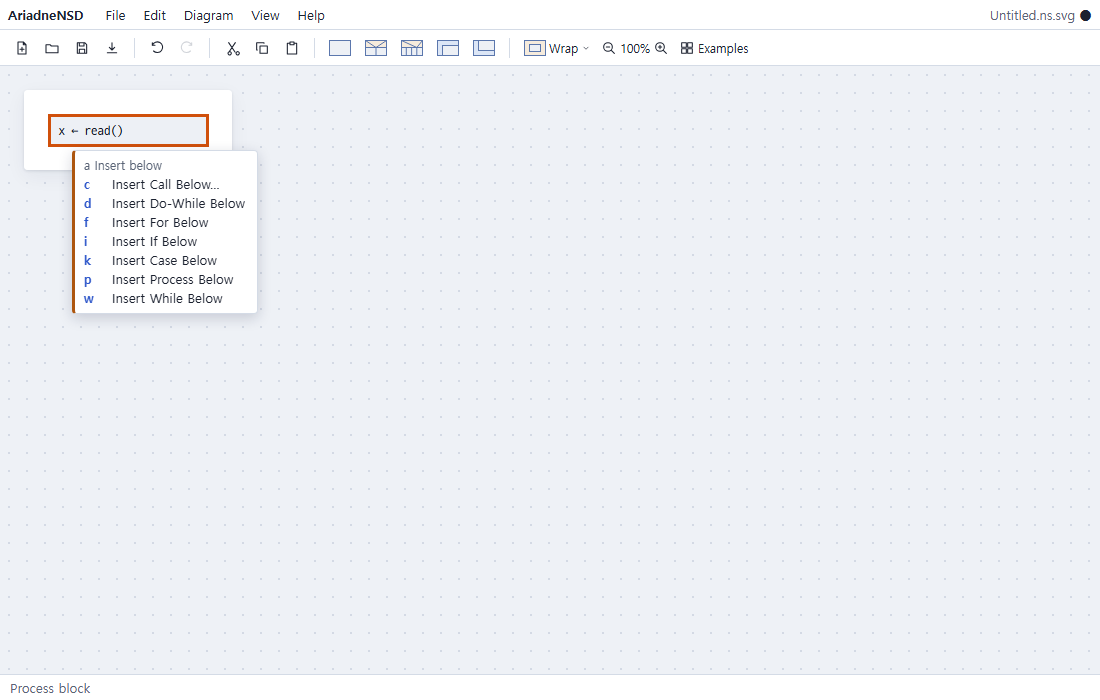 AriadneNSD File Edit Diagram View Help Untitled.ns.svg
Wrap 100% Examples
x ← read()
a Insert below
c Insert Call Below...
d Insert Do-While Below
f Insert For Below
i Insert If Below
k Insert Case Below
p Insert Process Below
w Insert While Below
Process block